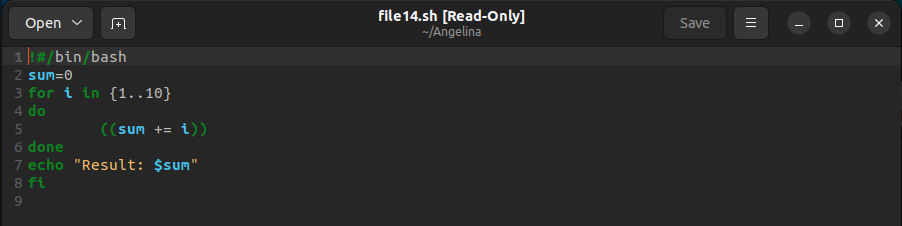 Open
file14.sh [Read-Only]
~/Angelina
Save
1 !#/bin/bash
2 sum=0
3 for i in {1..10}
4 do
5         ((sum += i))
6 done
7 echo "Result: $sum"
8 fi
9